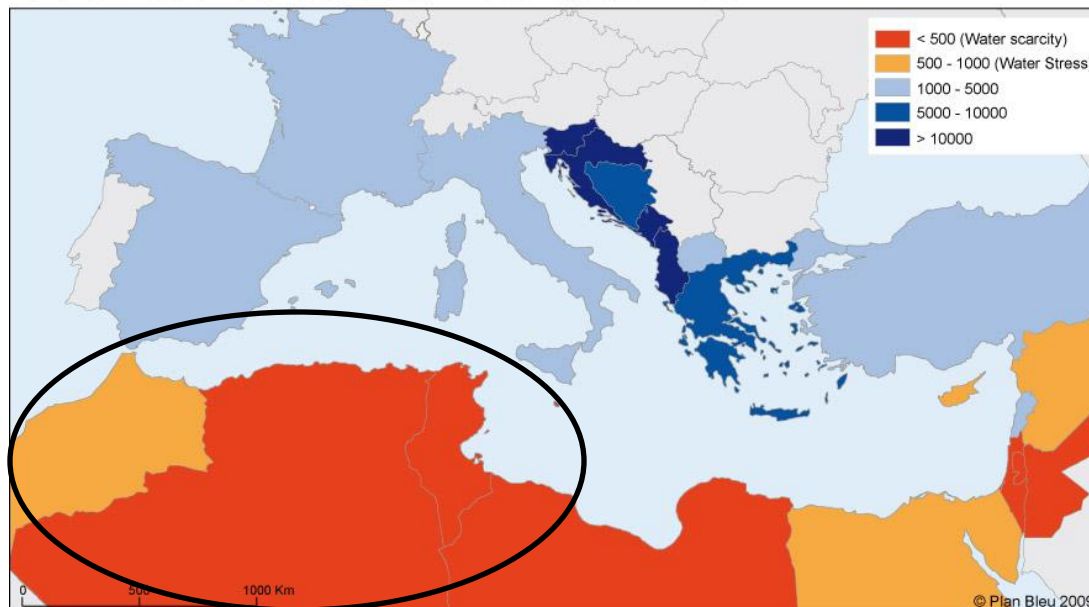 < 500 (Water scarcity)
500 - 1000 (Water Stress
1000 - 5000
5000 - 10000
> 10000
0 500 1000 Km
© Plan Bleu 2009